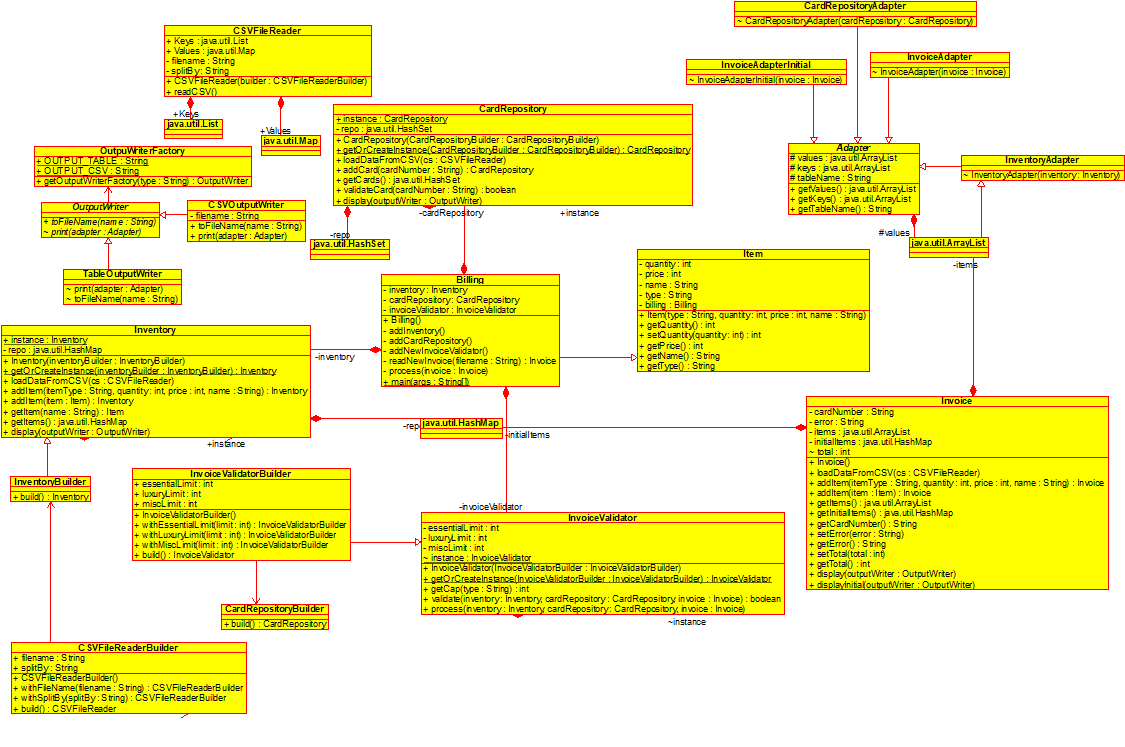 CardRepositoryAdapter
~ CardRepositoryAdapter(cardRepository : CardRepository)
CSVFileReader
+ Keys : java.util.List
+ Values : java.util.Map
- filename : String
- splitBy : String
+ CSVFileReader(builder : CSVFileReaderBuilder)
+ readCSV()
+Keys
java.util.List
+Values
java.util.Map
InvoiceAdapterInitial
~ InvoiceAdapterInitial(invoice : Invoice)
InvoiceAdapter
~ InvoiceAdapter(invoice : Invoice)
CardRepository
+ instance : CardRepository
- repo : java.util.HashSet
+ CardRepository(CardRepositoryBuilder : CardRepositoryBuilder)
+ getOrCreateInstance(CardRepositoryBuilder : CardRepositoryBuilder) : CardRepository
+ loadDataFromCSV(cs : CSVFileReader)
+ addCard(cardNumber : String) : CardRepository
+ getCards() : java.util.HashSet
+ validateCard(cardNumber : String) : boolean
+ display(outputWriter : OutputWriter)
-cardRepository
+instance
-repo
java.util.HashSet
Adapter
# values : java.util.ArrayList
# keys : java.util.ArrayList
# tableName : String
+ getValues() : java.util.ArrayList
+ getKeys() : java.util.ArrayList
+ getTableName() : String
InventoryAdapter
~ InventoryAdapter(inventory : Inventory)
#values
java.util.ArrayList
-items
OutpuWriterFactory
+ OUTPUT_TABLE : String
+ OUTPUT_CSV : String
+ getOutputWriterFactory(type : String) : OutputWriter
OutputWriter
+ toFileName(name : String)
~ print(adapter : Adapter)
CSVOutputWriter
- filename : String
+ toFileName(name : String)
+ print(adapter : Adapter)
TableOutputWriter
~ print(adapter : Adapter)
~ toFileName(name : String)
Item
- quantity : int
- price : int
- name : String
- type : String
- billing : Billing
+ Item(type : String, quantity : int, price : int, name : String)
+ getQuantity() : int
+ setQuantity(quantity : int) : int
+ getPrice() : int
+ getName() : String
+ getType() : String
Billing
- inventory : Inventory
- cardRepository : CardRepository
- invoiceValidator : InvoiceValidator
+ Billing()
- addInventory()
- addCardRepository()
- addNewInvoiceValidator()
- readNewInvoice(filename : String) : Invoice
- process(invoice : Invoice)
+ main(args : String[])
Inventory
+ instance : Inventory
- repo : java.util.HashMap
+ Inventory(inventoryBuilder : InventoryBuilder)
+ getOrCreateInstance(inventoryBuilder : InventoryBuilder) : Inventory
+ loadDataFromCSV(cs : CSVFileReader)
+ addItem(itemType : String, quantity : int, price : int, name : String) : Inventory
+ addItem(item : Item) : Inventory
+ getItem(name : String) : Item
+ getItems() : java.util.HashMap
+ display(outputWriter : OutputWriter)
-inventory
+instance
java.util.HashMap
-initialItems
Invoice
- cardNumber : String
- error : String
- items : java.util.ArrayList
- initialItems : java.util.HashMap
~ total : int
+ Invoice()
+ loadDataFromCSV(cs : CSVFileReader)
+ addItem(itemType : String, quantity : int, price : int, name : String) : Invoice
+ addItem(item : Item) : Invoice
+ getItems() : java.util.ArrayList
+ getInitialItems() : java.util.HashMap
+ getCardNumber() : String
+ setError(error : String)
+ getError() : String
+ setTotal(total : int)
+ getTotal() : int
+ display(outputWriter : OutputWriter)
+ displayInitial(outputWriter : OutputWriter)
InventoryBuilder
+ build() : Inventory
InvoiceValidatorBuilder
+ essentialLimit : int
+ luxuryLimit : int
+ miscLimit : int
+ InvoiceValidatorBuilder()
+ withEssentialLimit(limit : int) : InvoiceValidatorBuilder
+ withLuxuryLimit(limit : int) : InvoiceValidatorBuilder
+ withMiscLimit(limit : int) : InvoiceValidatorBuilder
+ build() : InvoiceValidator
-invoiceValidator
InvoiceValidator
- essentialLimit : int
- luxuryLimit : int
- miscLimit : int
~ instance : InvoiceValidator
+ InvoiceValidator(InvoiceValidatorBuilder : InvoiceValidatorBuilder)
+ getOrCreateInstance(InvoiceValidatorBuilder : InvoiceValidatorBuilder) : InvoiceValidator
+ getCap(type : String) : int
+ validate(inventory : Inventory, cardRepository : CardRepository, invoice : Invoice) : boolean
+ process(inventory : Inventory, cardRepository : CardRepository, invoice : Invoice)
~instance
CardRepositoryBuilder
+ build() : CardRepository
CSVFileReaderBuilder
+ filename : String
+ splitBy : String
+ CSVFileReaderBuilder()
+ withFileName(filename : String) : CSVFileReaderBuilder
+ withSplitBy(splitBy : String) : CSVFileReaderBuilder
+ build() : CSVFileReader